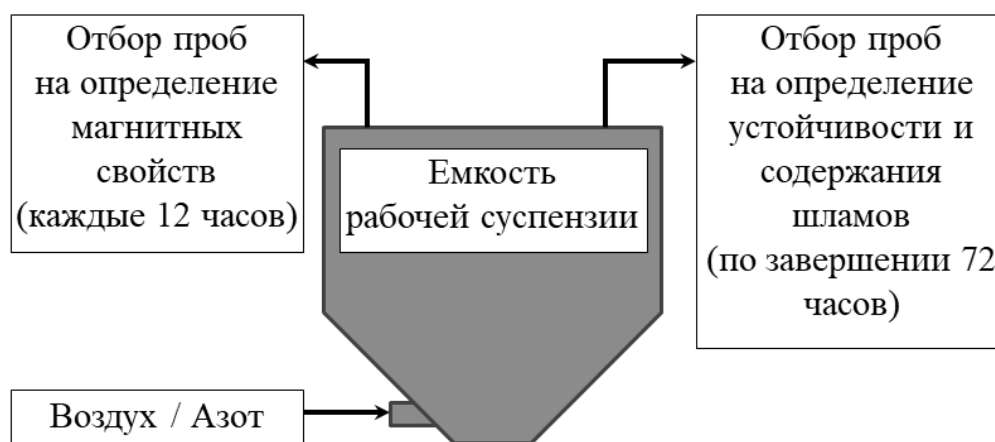 Отбор проб
на определение
магнитных
свойств
(каждые 12 часов)
Емкость
рабочей суспензии
Отбор проб
на определение
устойчивости и
содержания
шламов
(по завершении 72
часов)
Воздух / Азот